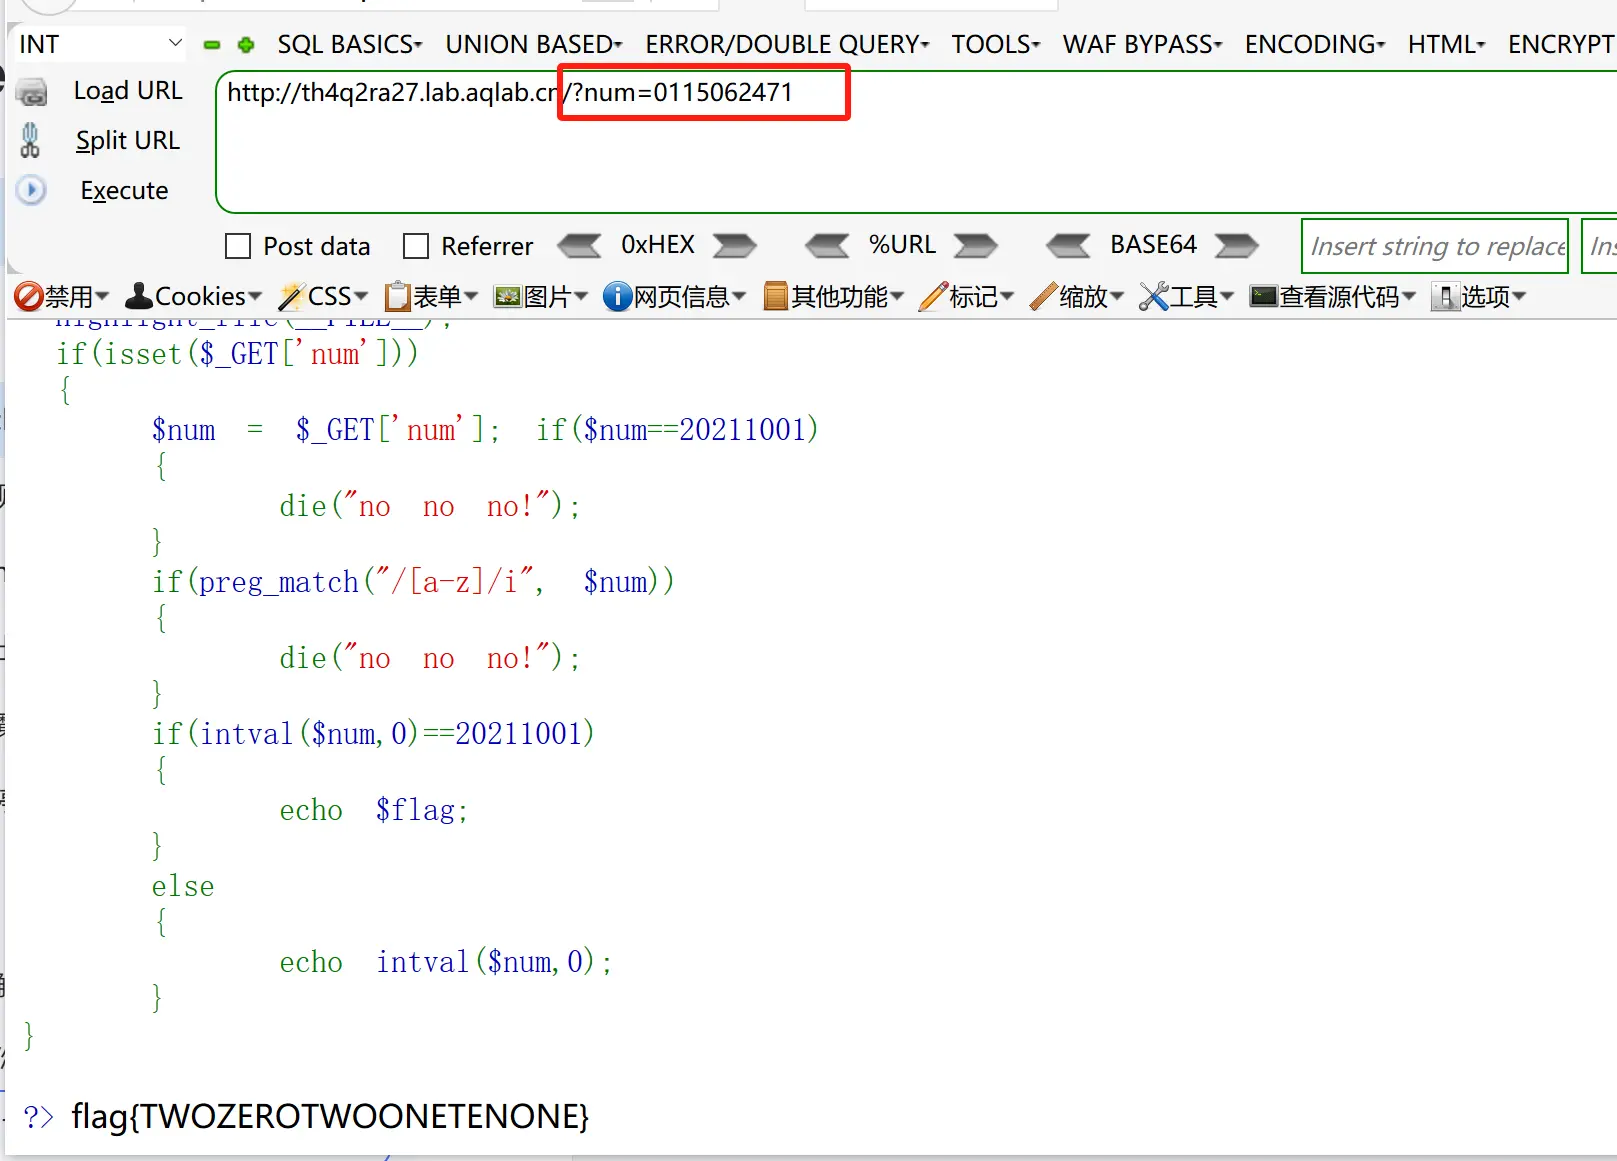 INT SQL BASICS UNION BASED ERROR/DOUBLE QUERY TOOLS WAF BYPASS ENCODING HTML ENCRYPT
Load URL http://th4q2ra27.lab.aqlab.cn/?num=0115062471
Split URL
Execute
Post data Referrer 0xHEX %URL BASE64 Insert string to replace Ins
禁用 Cookies CSS 表单 图片 网页信息 其他功能 标记 缩放 工具 查看源代码 选项
highlight_file(__FILE__);
if(isset($_GET['num']))
{
$num = $_GET['num']; if($num==20211001)
{
die("no no no!");
}
if(preg_match("/[a-z]/i", $num))
{
die("no no no!");
}
if(intval($num,0)==20211001)
{
echo $flag;
}
else
{
echo intval($num,0);
}
}
?> flag{TWOZEROTWOONETENONE}